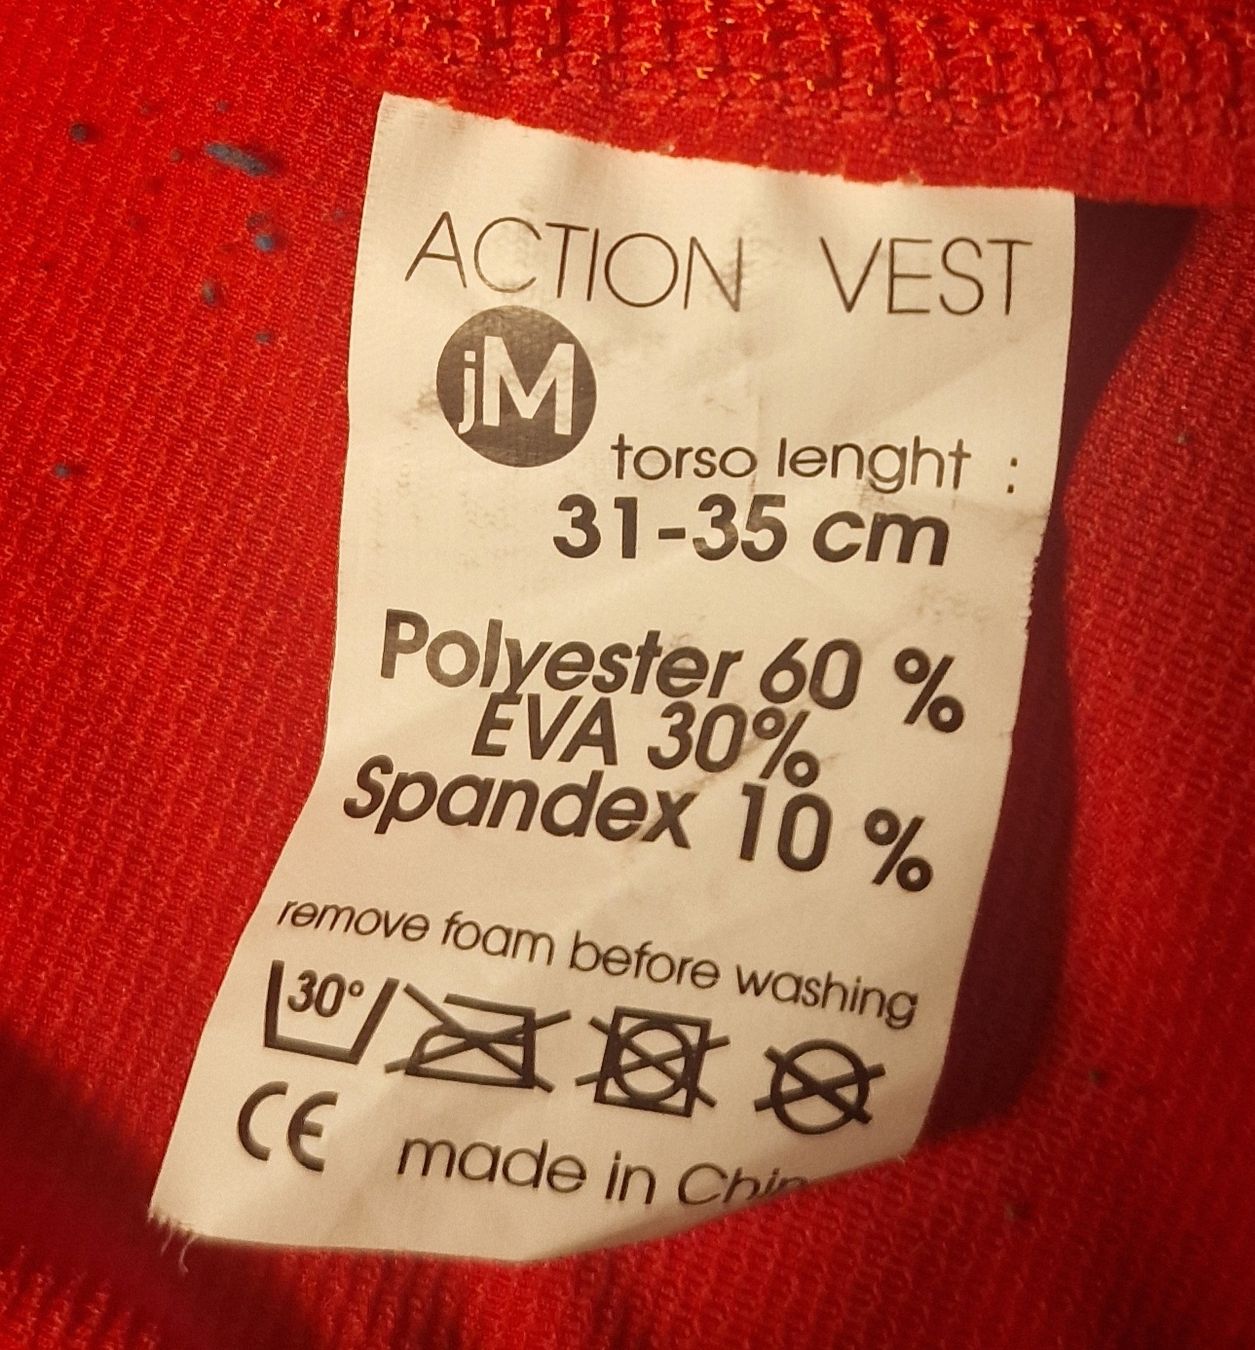 ACTION VEST
jM
torso lenght :
31-35 cm
Polyester 60 %
EVA 30%
Spandex 10 %
remove foam before washing
30°
CE
made in Chin